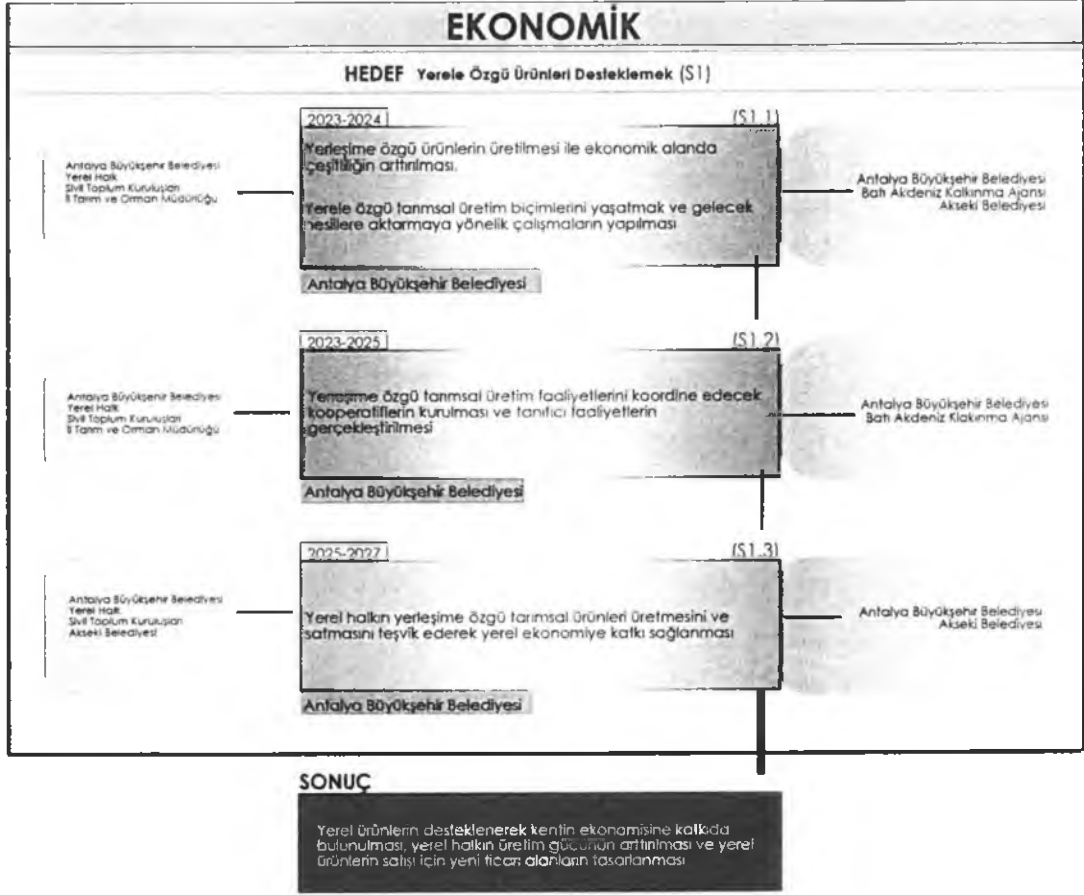 EKONOMİK
HEDEF Yerele Özgü Ürünleri Desteklemek (S1)
2023-2024
(S1.1)
Yerleşime özgü ürünlerin üretilmesi ile ekonomik alanda
çeşitliliğin arttırılması.
Yerele özgü tarımsal üretim biçimlerini yaşatmak ve gelecek
nesillere aktarmaya yönelik çalışmaların yapılması
Antalya Büyükşehir Belediyesi
Yerel Halk
Sivil Toplum Kuruluşları
İl Tarım ve Orman Müdürlüğü
Antalya Büyükşehir Belediyesi
Batı Akdeniz Kalkınma Ajansı
Akseki Belediyesi
Antalya Büyükşehir Belediyesi
2023-2025
(S1.2)
Yerleşime özgü tarımsal üretim faaliyetlerini koordine edecek
kooperatiflerin kurulması ve tanıtıcı faaliyetlerin
gerçekleştirilmesi
Antalya Büyükşehir Belediyesi
Yerel Halk
Sivil Toplum Kuruluşları
İl Tarım ve Orman Müdürlüğü
Antalya Büyükşehir Belediyesi
Batı Akdeniz Klakınma Ajansı
Antalya Büyükşehir Belediyesi
2025-2027
(S1.3)
Yerel halkın yerleşime özgü tarımsal ürünleri üretmesini ve
satmasını teşvik ederek yerel ekonomiye katkı sağlanması
Antalya Büyükşehir Belediyesi
Yerel Halk
Sivil Toplum Kuruluşları
Akseki Belediyesi
Antalya Büyükşehir Belediyesi
Akseki Belediyesi
Antalya Büyükşehir Belediyesi
SONUÇ
Yerel ürünlerin desteklenerek kentin ekonomisine katkıda
bulunulması, yerel halkın üretim gücünün arttırılması ve yerel
ürünlerin satışı için yeni ticari alanların tasarlanması